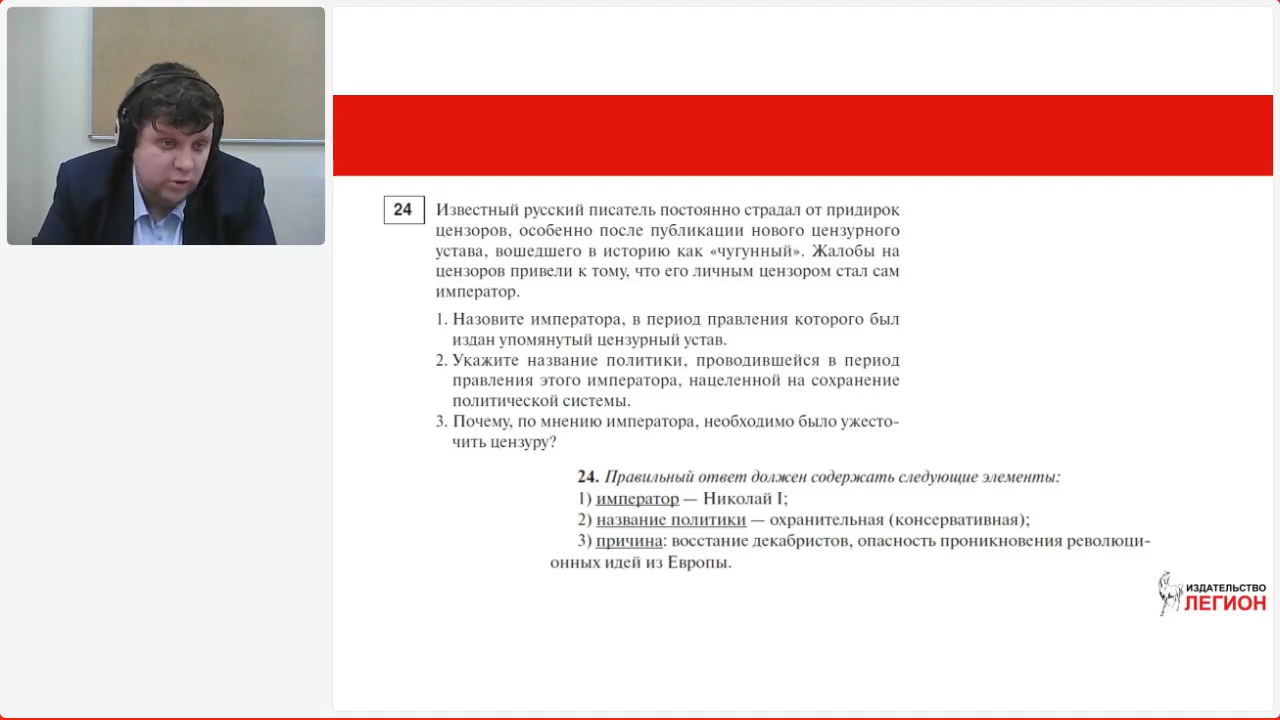 24
Известный русский писатель постоянно страдал от придирок
цензоров, особенно после публикации нового цензурного
устава, вошедшего в историю как «чугунный». Жалобы на
цензоров привели к тому, что его личным цензором стал сам
император.
1. Назовите императора, в период правления которого был
издан упомянутый цензурный устав.
2. Укажите название политики, проводившейся в период
правления этого императора, нацеленной на сохранение
политической системы.
3. Почему, по мнению императора, необходимо было ужесто-
чить цензуру?
24. Правильный ответ должен содержать следующие элементы:
1) император — Николай I;
2) название политики — охранительная (консервативная);
3) причина: восстание декабристов, опасность проникновения революци-
онных идей из Европы.
ИЗДАТЕЛЬСТВО
ЛЕГИОН